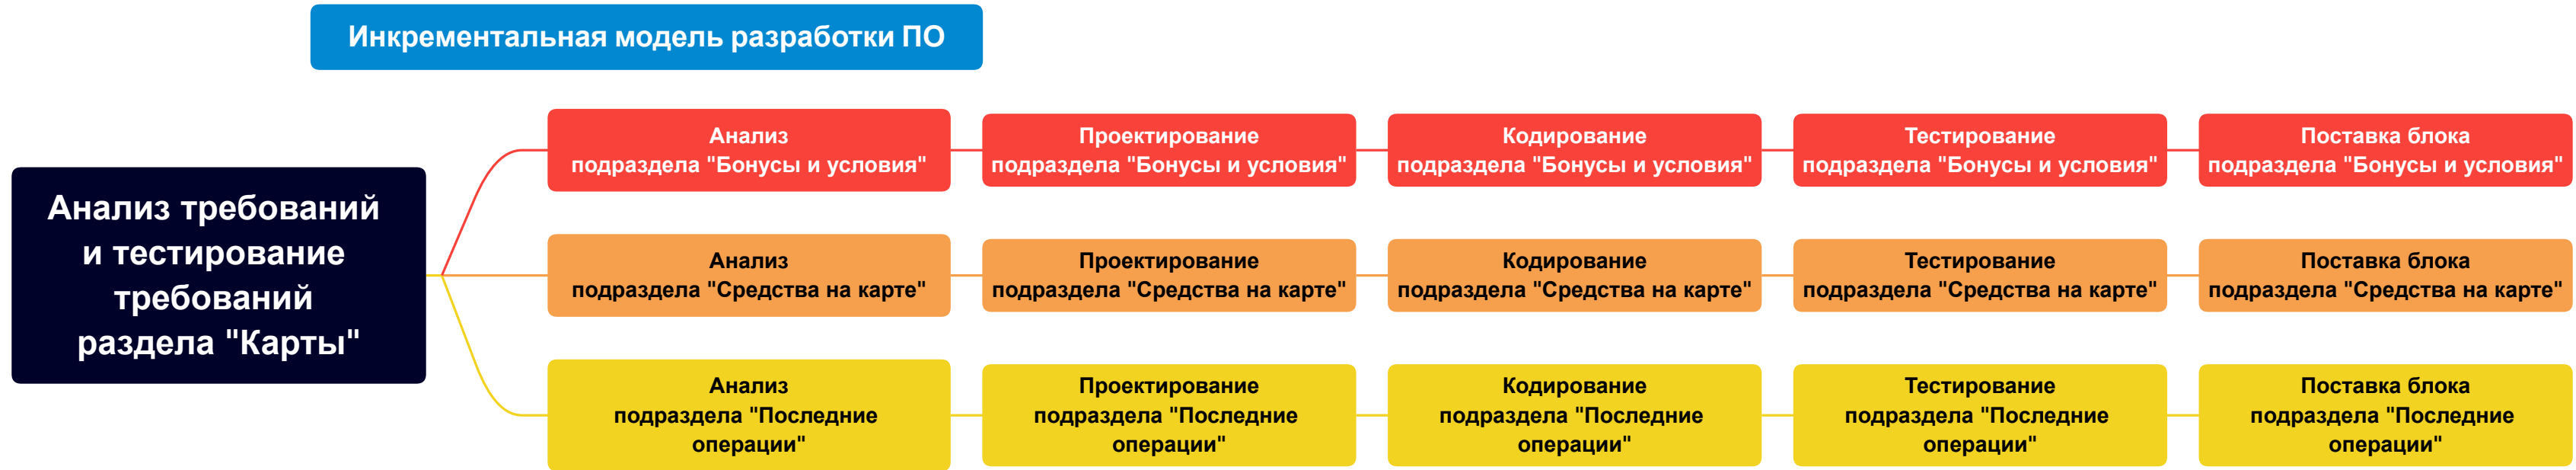 Инкрементальная модель разработки ПО
Анализ требований
и тестирование
требований
раздела "Карты"
Анализ
подраздела "Бонусы и условия"
Проектирование
подраздела "Бонусы и условия"
Кодирование
подраздела "Бонусы и условия"
Тестирование
подраздела "Бонусы и условия"
Поставка блока
подраздела "Бонусы и условия"
Анализ
подраздела "Средства на карте"
Проектирование
подраздела "Средства на карте"
Кодирование
подраздела "Средства на карте"
Тестирование
подраздела "Средства на карте"
Поставка блока
подраздела "Средства на карте"
Анализ
подраздела "Последние
операции"
Проектирование
подраздела "Последние
операции"
Кодирование
подраздела "Последние
операции"
Тестирование
подраздела "Последние
операции"
Поставка блока
подраздела "Последние
операции"